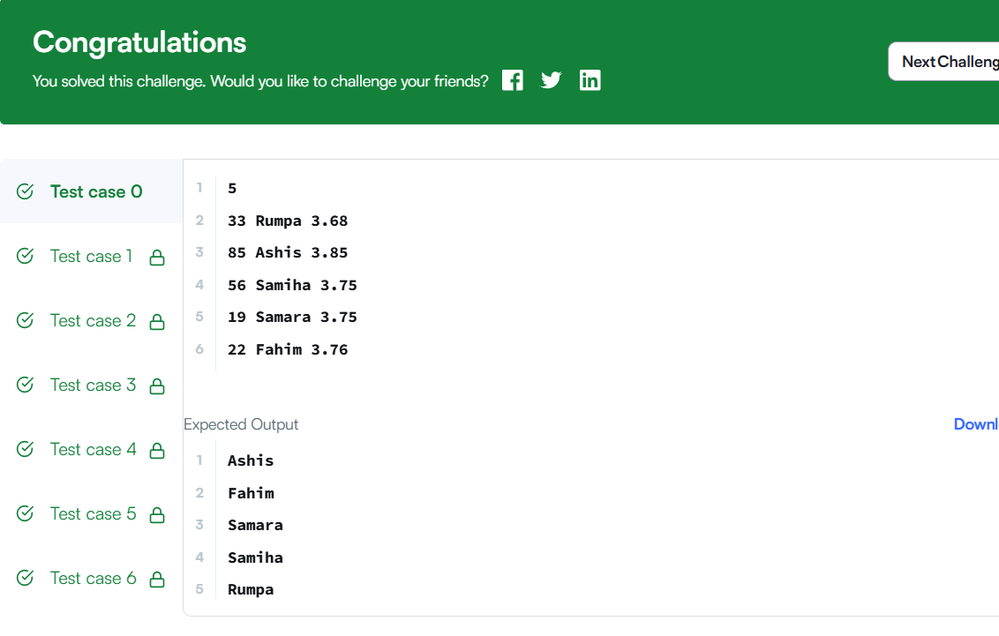 Congratulations
You solved this challenge. Would you like to challenge your friends?
Next Challeng
Test case 0
Test case 1
Test case 2
Test case 3
Test case 4
Test case 5
Test case 6
1 5
2 33 Rumpa 3.68
3 85 Ashis 3.85
4 56 Samiha 3.75
5 19 Samara 3.75
6 22 Fahim 3.76
Expected Output
Downl
1 Ashis
2 Fahim
3 Samara
4 Samiha
5 Rumpa